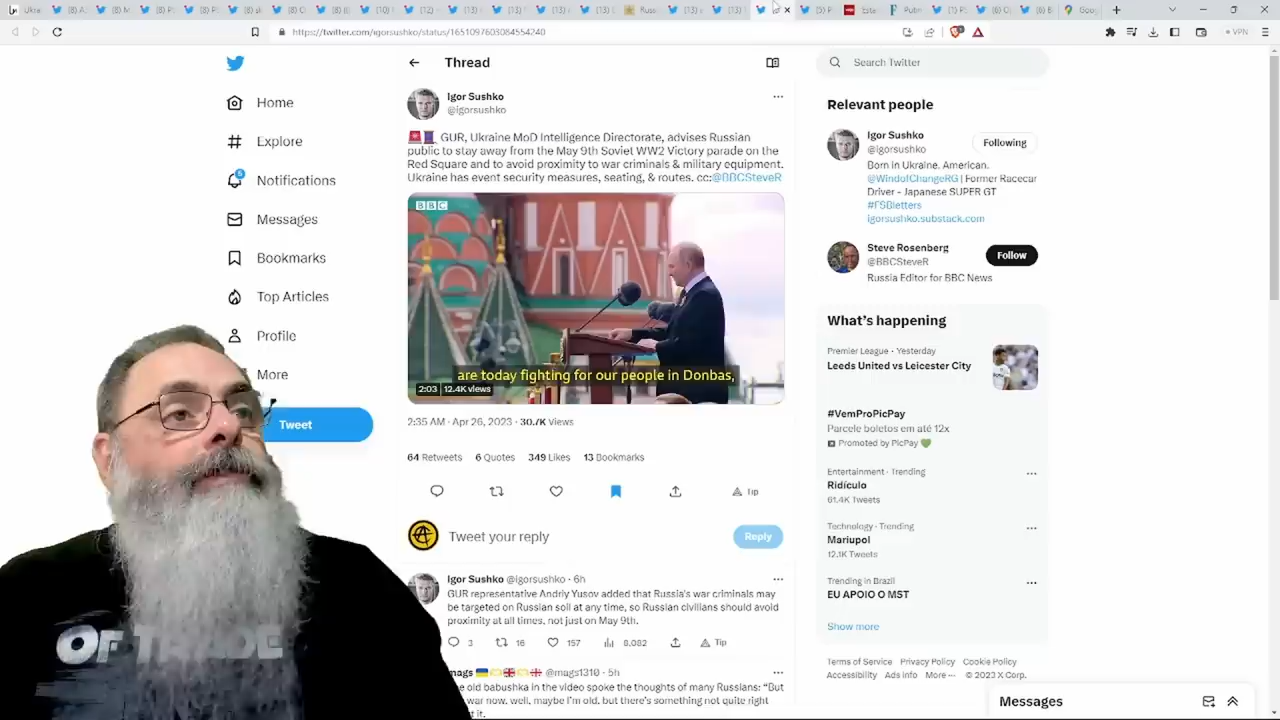 https://twitter.com/igorsushko/status/1651097603084554240
VPN
Home
Explore
6
Notifications
Messages
Bookmarks
Top Articles
Profile
More
Tweet
Thread
Igor Sushko
@igorsushko
GUR, Ukraine MoD Intelligence Directorate, advises Russian
public to stay away from the May 9th Soviet WW2 Victory parade on the
Red Square and to avoid proximity to war criminals & military equipment.
Ukraine has event security measures, seating, & routes. cc:@BBCSteveR
BBC
are today fighting for our people in Donbas,
2:03 12.4K views
2:35 AM · Apr 26, 2023 · 30.7K Views
64 Retweets 6 Quotes 349 Likes 13 Bookmarks
Tip
Tweet your reply
Reply
Igor Sushko @igorsushko · 6h
GUR representative Andriy Yusov added that Russia's war criminals may
be targeted on Russian soil at any time, so Russian civilians should avoid
proximity at all times, not just on May 9th.
3 16 157 8,082 Tip
mags @mags1310 · 5h
old babushka in the video spoke the thoughts of many Russians: "But
war now. well, maybe I'm old, but there's something not quite right
it.
Search Twitter
Relevant people
Igor Sushko
@igorsushko
Following
Born in Ukraine. American.
@WindofChangeRG | Former Racecar
Driver - Japanese SUPER GT
#FSBletters
igorsushko.substack.com
Steve Rosenberg
@BBCSteveR
Follow
Russia Editor for BBC News
What's happening
Premier League · Yesterday
Leeds United vs Leicester City
#VemProPicPay
Parcele boletos em até 12x
Promoted by PicPay
Entertainment · Trending
Ridículo
61.4K Tweets
Technology · Trending
Mariupol
12.1K Tweets
Trending in Brazil
EU APOIO O MST
Show more
Terms of Service Privacy Policy Cookie Policy
Accessibility Ads info More ··· © 2023 X Corp.
Messages